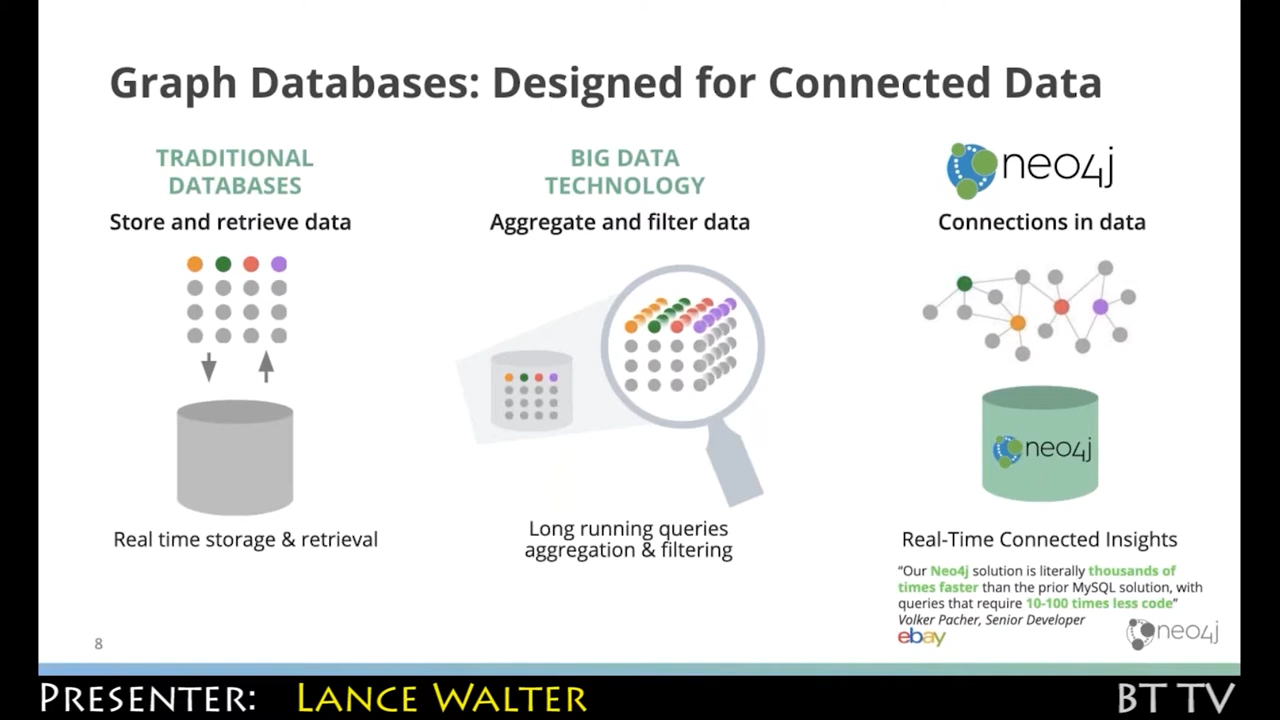 Graph Databases: Designed for Connected Data
TRADITIONAL
DATABASES
Store and retrieve data
Real time storage & retrieval
BIG DATA
TECHNOLOGY
Aggregate and filter data
Long running queries
aggregation & filtering
neo4j
Connections in data
neo4j
Real-Time Connected Insights
“Our Neo4j solution is literally thousands of
times faster than the prior MySQL solution, with
queries that require 10-100 times less code”
Volker Pacher, Senior Developer
ebay
neo4j
8
PRESENTER: LANCE WALTER
BT TV